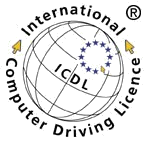 International
®
ICDL
Computer Driving Licence